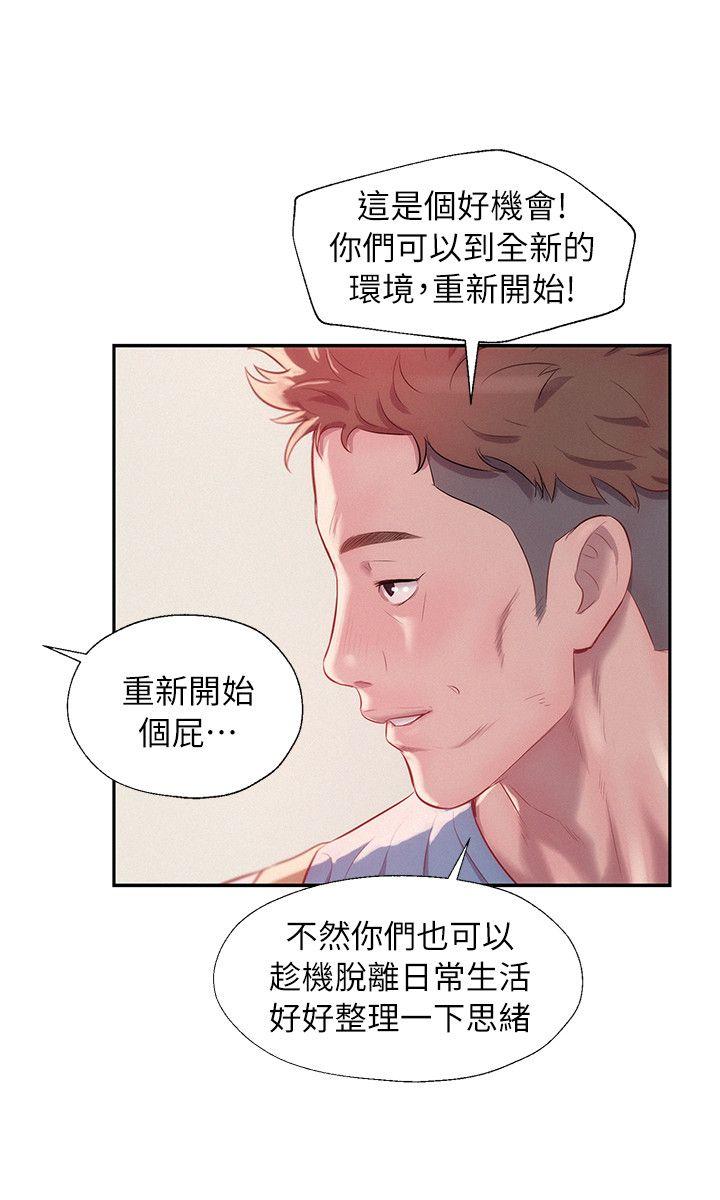 這是個好機會!
你們可以到全新的
環境,重新開始!
重新開始
個屁…
不然你們也可以
趁機脫離日常生活
好好整理一下思緒